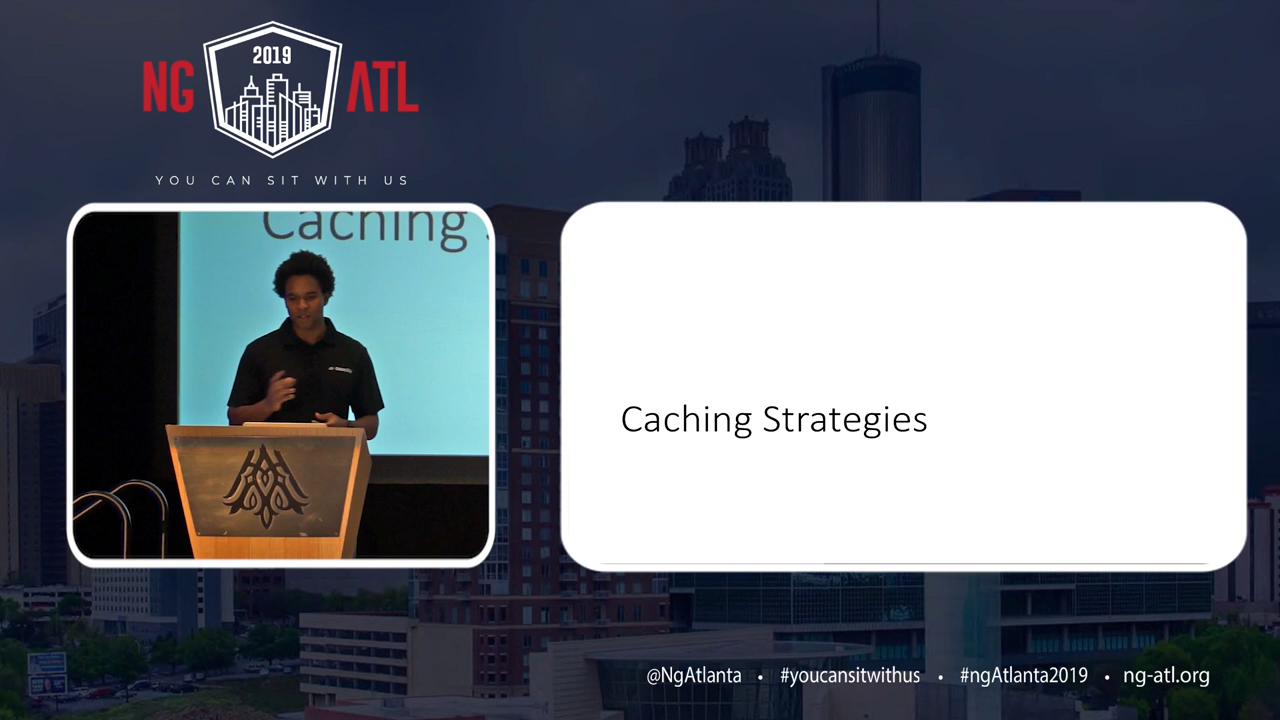 2019
NG ATL
YOU CAN SIT WITH US
Caching
Caching Strategies
@NgAtlanta • #youcansitwithus • #ngAtlanta2019 • ng-atl.org